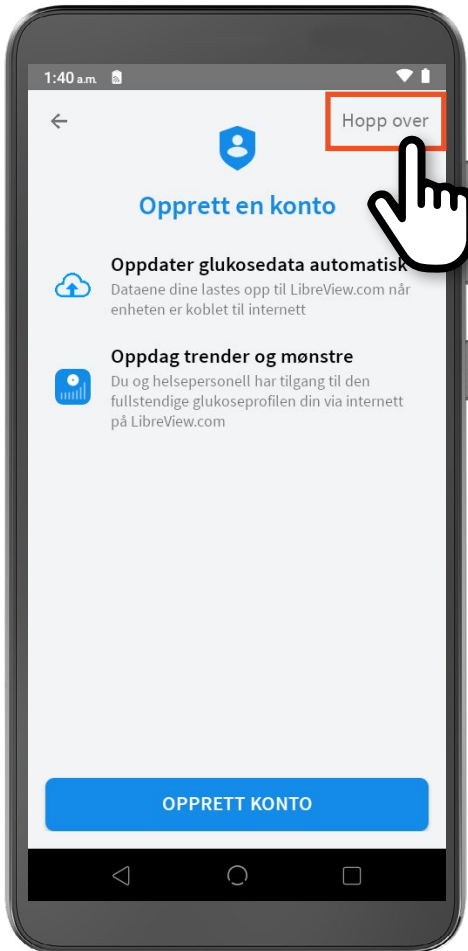 1:40 a.m.
Hopp over
Opprett en konto
Oppdater glukosedata automatisk
Dataene dine lastes opp til LibreView.com når
enheten er koblet til internett
Oppdag trender og mønstre
Du og helsepersonell har tilgang til den
fullstendige glukoseprofilen din via internett
på LibreView.com
OPPRETT KONTO